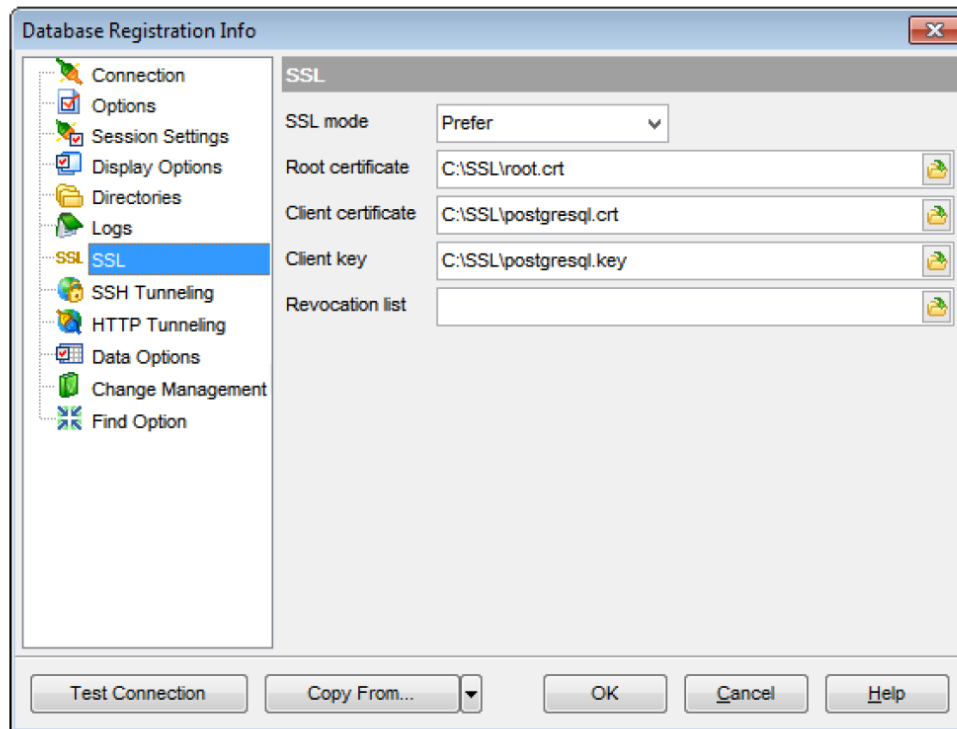 Database Registration Info
Connection
Options
Session Settings
Display Options
Directories
Logs
SSL SSL
SSH Tunneling
HTTP Tunneling
Data Options
Change Management
Find Option
SSL
SSL mode Prefer
Root certificate C:\SSL\root.crt
Client certificate C:\SSL\postgresql.crt
Client key C:\SSL\postgresql.key
Revocation list
Test Connection Copy From... OK Cancel Help